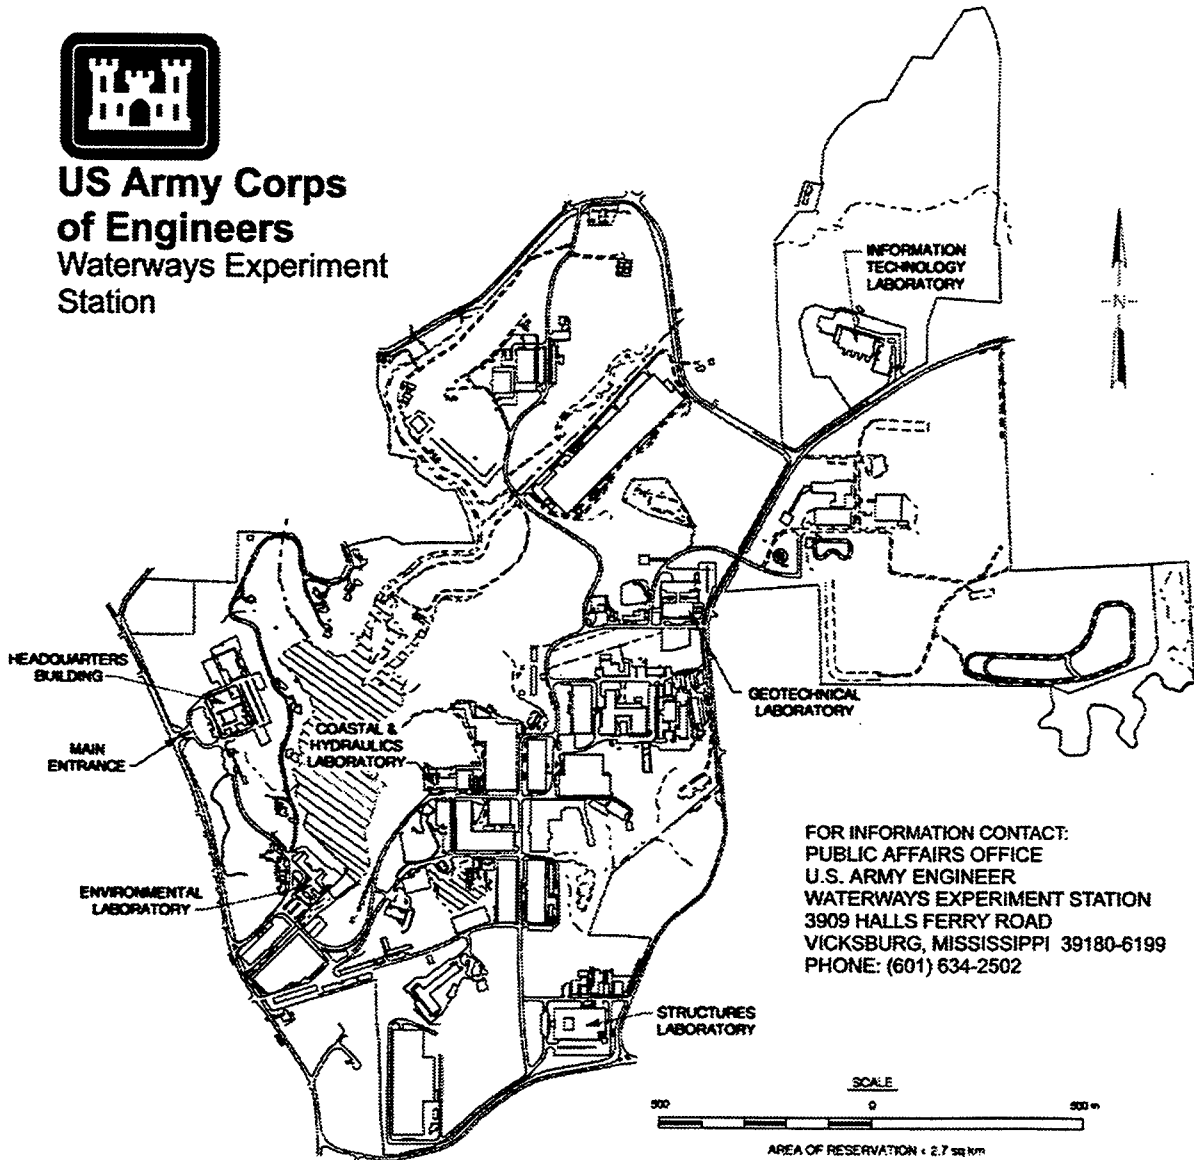 US Army Corps
of Engineers
Waterways Experiment
Station
INFORMATION
TECHNOLOGY
LABORATORY
N
HEADQUARTERS
BUILDING
MAIN
ENTRANCE
COASTAL &
HYDRAULICS
LABORATORY
GEOTECHNICAL
LABORATORY
ENVIRONMENTAL
LABORATORY
STRUCTURES
LABORATORY
FOR INFORMATION CONTACT:
PUBLIC AFFAIRS OFFICE
U.S. ARMY ENGINEER
WATERWAYS EXPERIMENT STATION
3909 HALLS FERRY ROAD
VICKSBURG, MISSISSIPPI 39180-6199
PHONE: (601) 634-2502
SCALE
500 0 500 m
AREA OF RESERVATION < 2.7 sq km